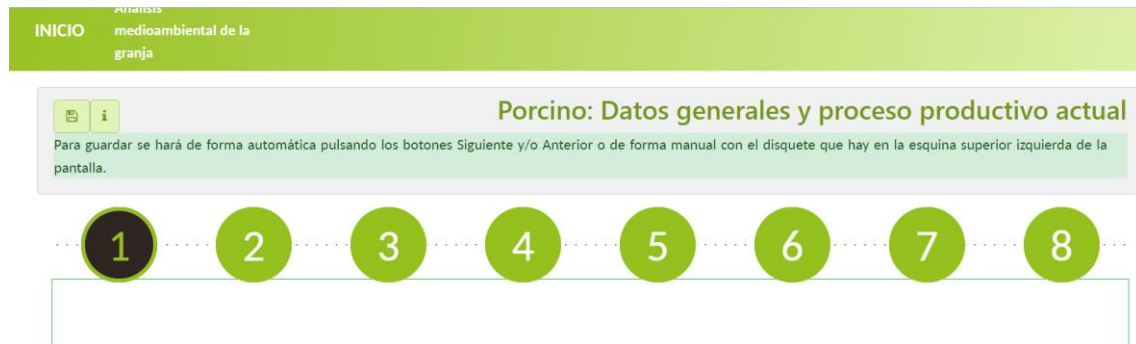 INICIO
Análisis
medioambiental de la
granja
Porcino: Datos generales y proceso productivo actual
Para guardar se hará de forma automática pulsando los botones Siguiente y/o Anterior o de forma manual con el disquete que hay en la esquina superior izquierda de la
pantalla.
1 2 3 4 5 6 7 8